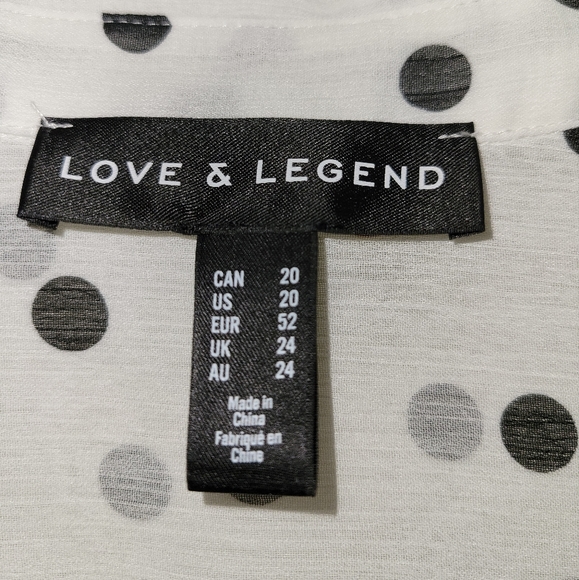 LOVE & LEGEND
CAN 20
US 20
EUR 52
UK 24
AU 24
Made in
China
Fabriqué en
Chine